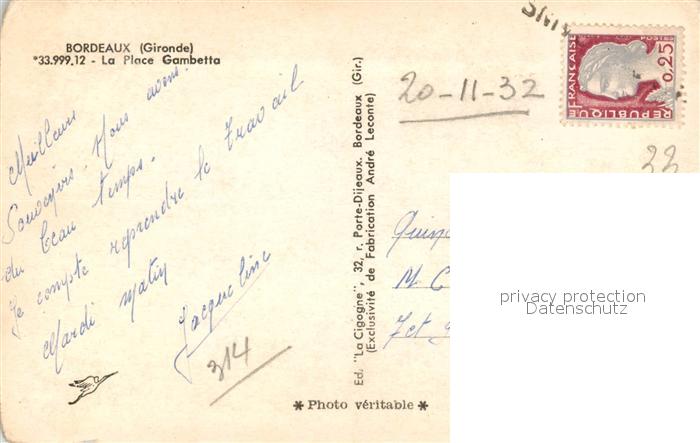 BORDEAUX (Gironde)
*33.999.12 - La Place Gambetta
Meilleurs
Souvenirs. Nous avons
du beau temps.
Je compte reprendre le travail
Mardi matin
Jacqueline
314
Ed. "La Cigogne", 32, r. Porte-Dijeaux. Bordeaux (Gir.)
(Exclusivité de Fabrication André Leconte)
* Photo véritable *
20-11-32
REPUBLIQUE FRANÇAISE
POSTES
0,25
M. C
privacy protection
Datenschutz